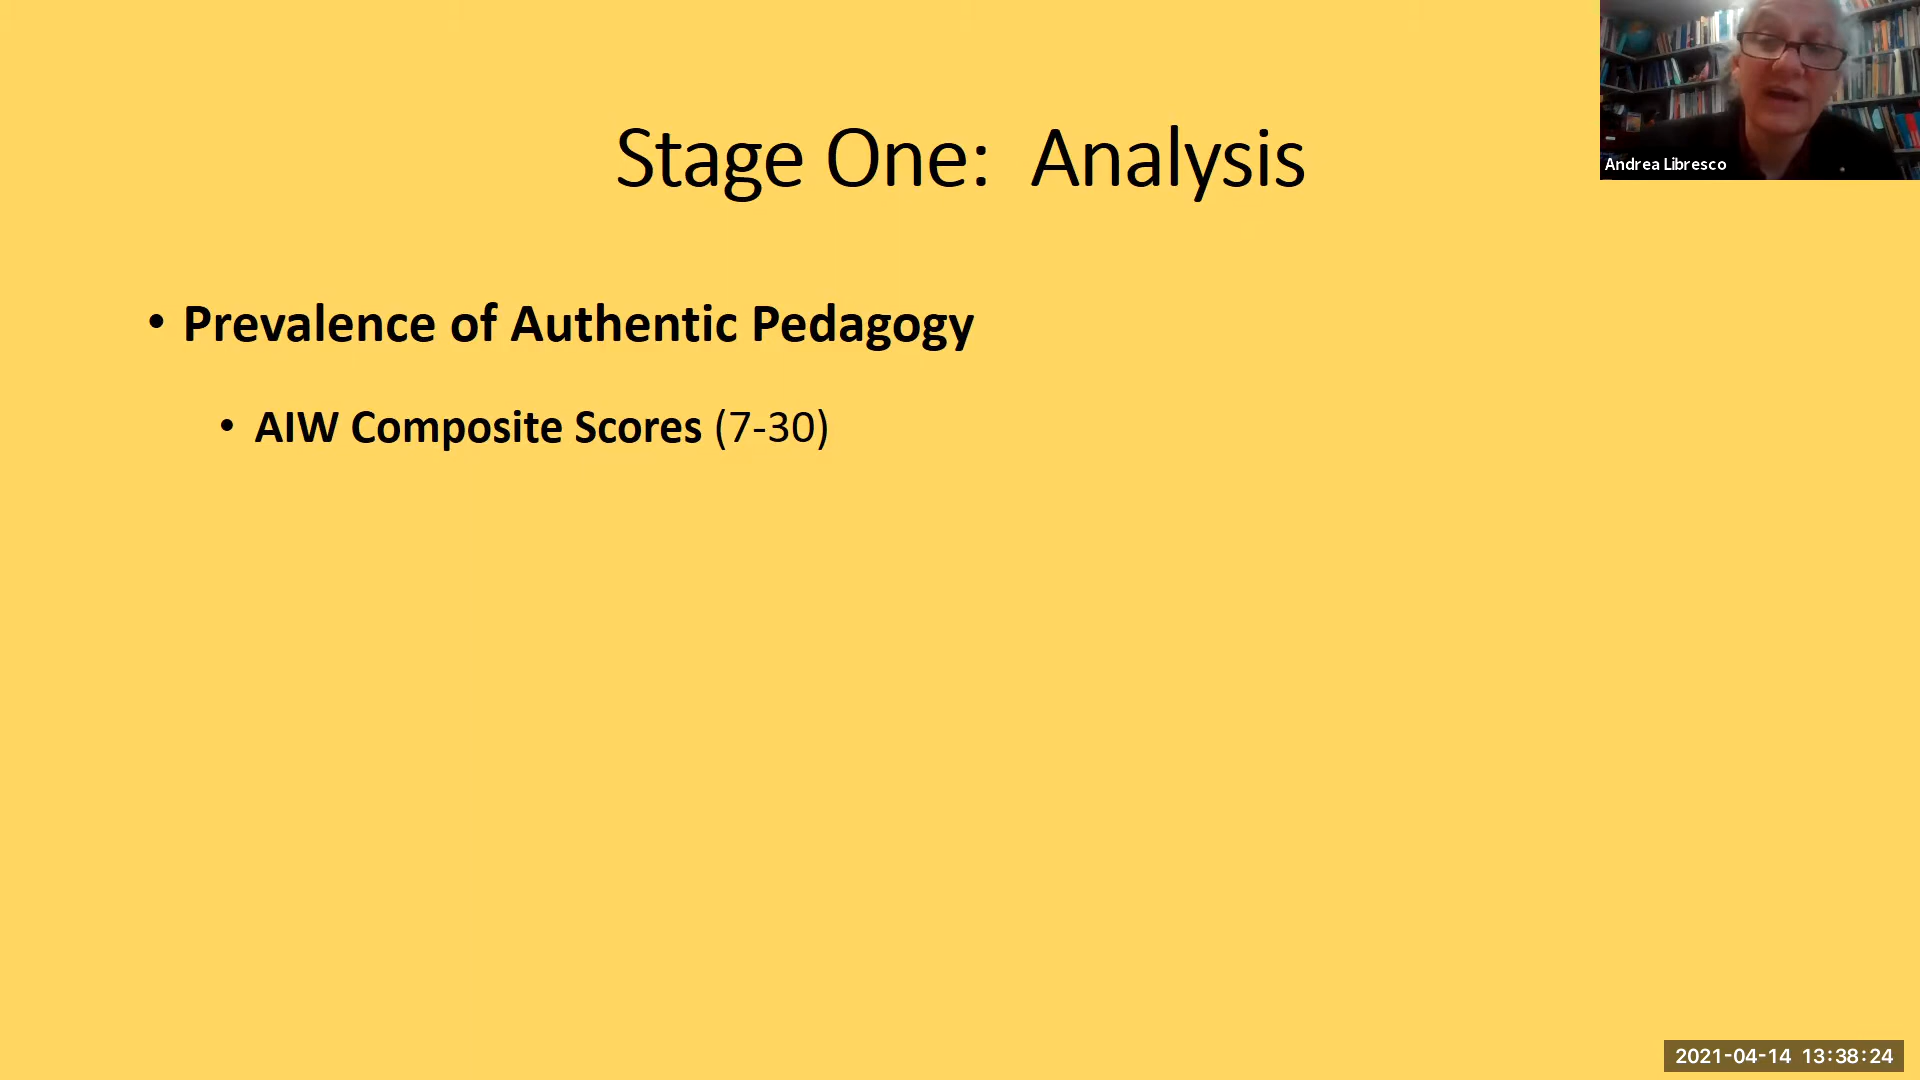 Stage One:  Analysis
• Prevalence of Authentic Pedagogy
• AIW Composite Scores (7-30)
Andrea Libresco
2021-04-14 13:38:24